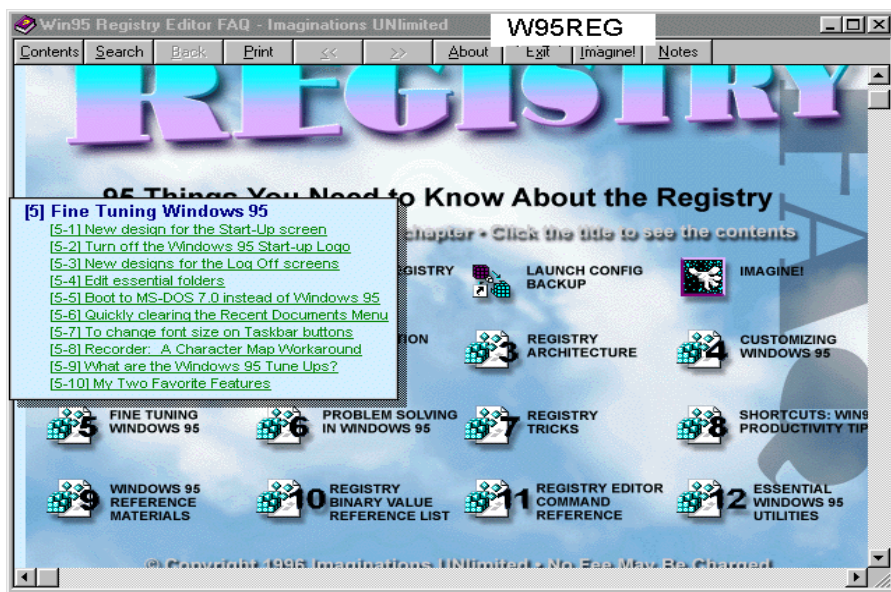 Win95 Registry Editor FAQ - Imaginations UNlimited
W95REG
Contents Search Back Print << >> About Exit Imagine! Notes
REGISTRY
FAQs
95 Things You Need to Know About the Registry
chapter • Click the title to see the contents
[5] Fine Tuning Windows 95
[5-1] New design for the Start-Up screen
[5-2] Turn off the Windows 95 Start-up Logo
[5-3] New designs for the Log Off screens
[5-4] Edit essential folders
[5-5] Boot to MS-DOS 7.0 instead of Windows 95
[5-6] Quickly clearing the Recent Documents Menu
[5-7] To change font size on Taskbar buttons
[5-8] Recorder: A Character Map Workaround
[5-9] What are the Windows 95 Tune Ups?
[5-10] My Two Favorite Features
REGISTRY
LAUNCH CONFIG
BACKUP
IMAGINE!
TION
3 REGISTRY
ARCHITECTURE
4 CUSTOMIZING
WINDOWS 95
5 FINE TUNING
WINDOWS 95
6 PROBLEM SOLVING
IN WINDOWS 95
7 REGISTRY
TRICKS
8 SHORTCUTS: WIN9
PRODUCTIVITY TIP
9 WINDOWS 95
REFERENCE
MATERIALS
10 REGISTRY
BINARY VALUE
REFERENCE LIST
11 REGISTRY EDITOR
COMMAND
REFERENCE
12 ESSENTIAL
WINDOWS 95
UTILITIES
© Copyright 1996 Imaginations UNlimited • No Fee May Be Charged